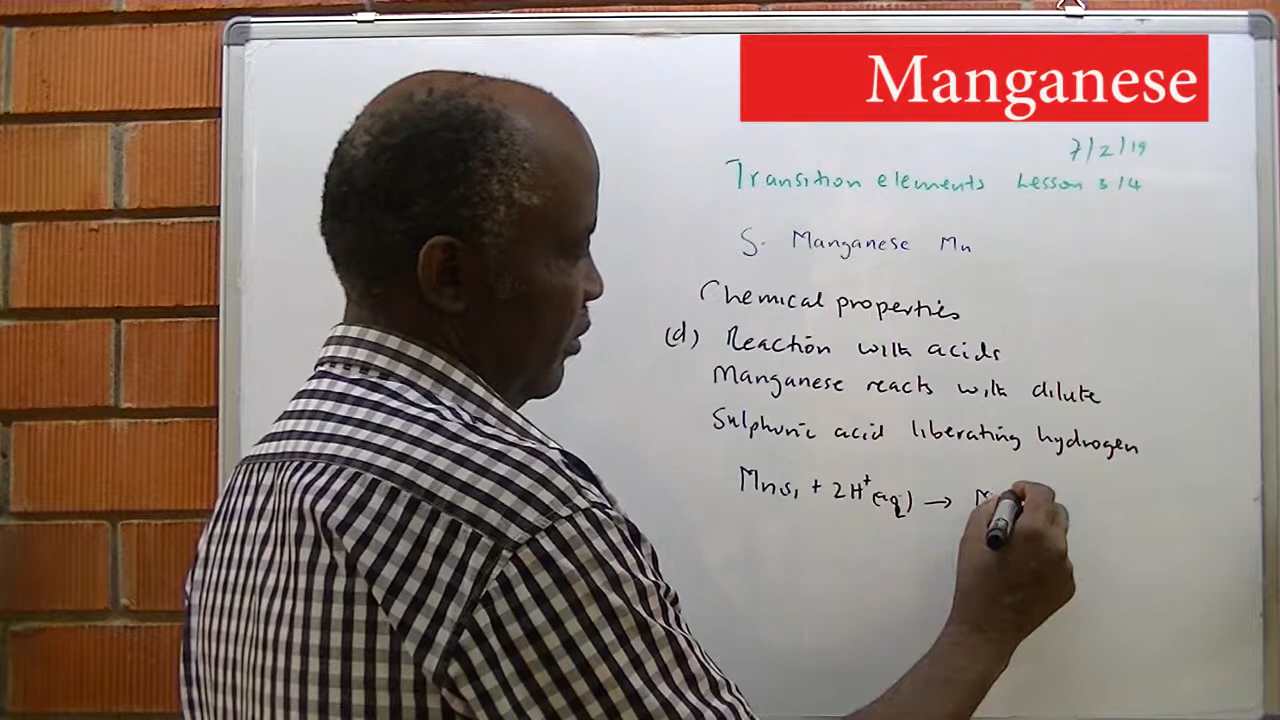 Manganese
7/2/19
Transition elements Lesson 3/4
5. Manganese Mn
Chemical properties
(d) Reaction with acids
Manganese reacts with dilute
Sulphuric acid liberating hydrogen
Mn(s) + 2H⁺(aq) →